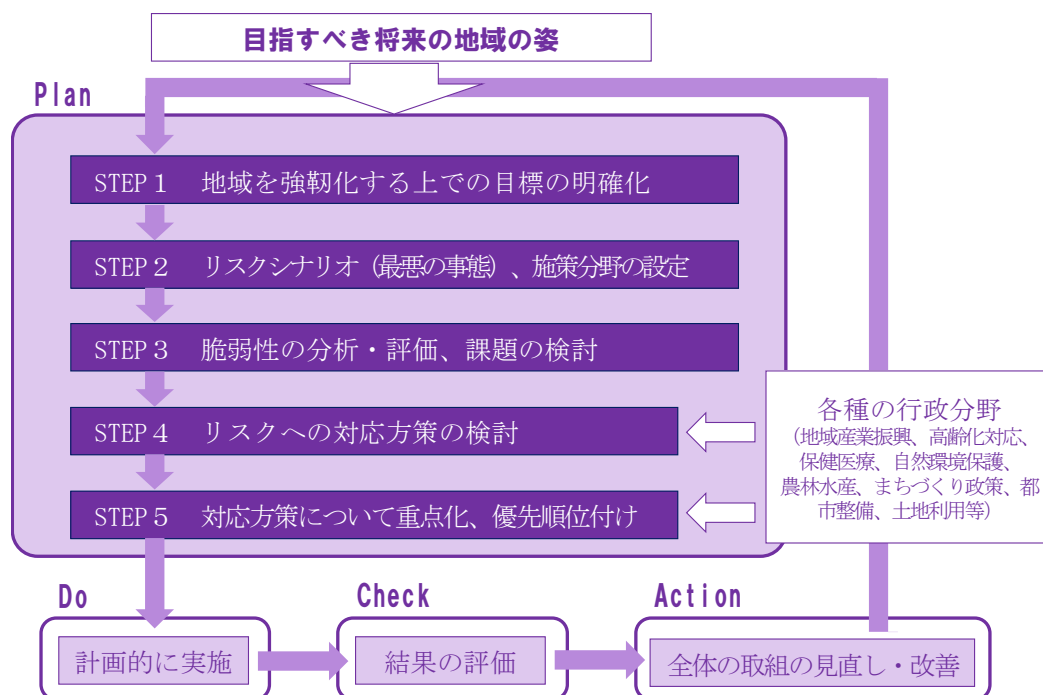 目指すべき将来の地域の姿
Plan
STEP１ 地域を強靭化する上での目標の明確化
STEP２ リスクシナリオ（最悪の事態）、施策分野の設定
STEP３ 脆弱性の分析・評価、課題の検討
STEP４ リスクへの対応方策の検討
STEP５ 対応方策について重点化、優先順位付け
各種の行政分野
（地域産業振興、高齢化対応、
保健医療、自然環境保護、
農林水産、まちづくり政策、都
市整備、土地利用等）
Do
計画的に実施
Check
結果の評価
Action
全体の取組の見直し・改善